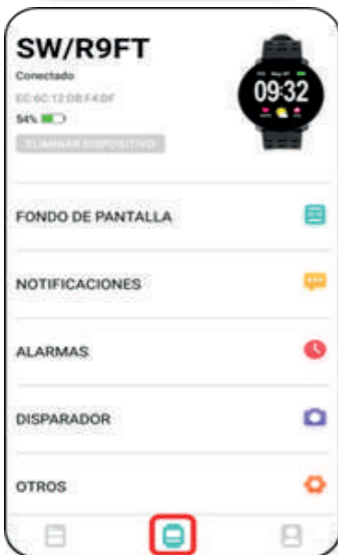 SW/R9FT
Conectado
EC:6C:12:DB:F4:DF
54%
ELIMINAR DISPOSITIVO
09:32
FONDO DE PANTALLA
NOTIFICACIONES
ALARMAS
DISPARADOR
OTROS